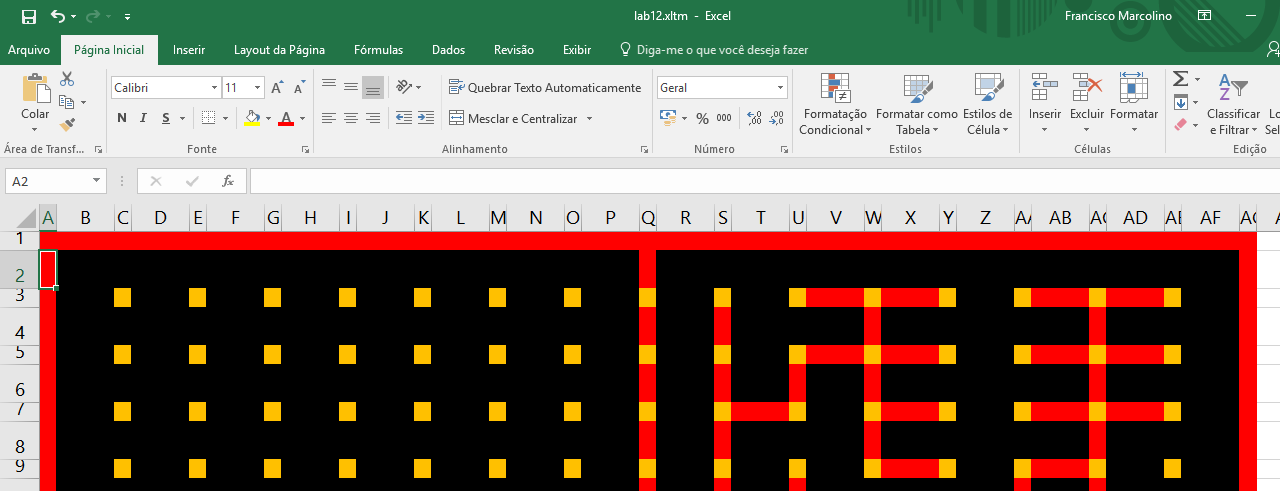 lab12.xltm - Excel
Francisco Marcolino
Arquivo Página Inicial Inserir Layout da Página Fórmulas Dados Revisão Exibir Diga-me o que você deseja fazer
Calibri 11 Quebrar Texto Automaticamente Geral
Colar N I S A Mesclar e Centralizar % 000 Formatação Condicional Formatar como Tabela Estilos de Célula Inserir Excluir Formatar Classificar e Filtrar
Área de Transf... Fonte Alinhamento Número Estilos Células Edição
A2 fx
A B C D E F G H I J K L M N O P Q R S T U V W X Y Z AA AB AC AD AE AF AG
1
2
3
4
5
6
7
8
9